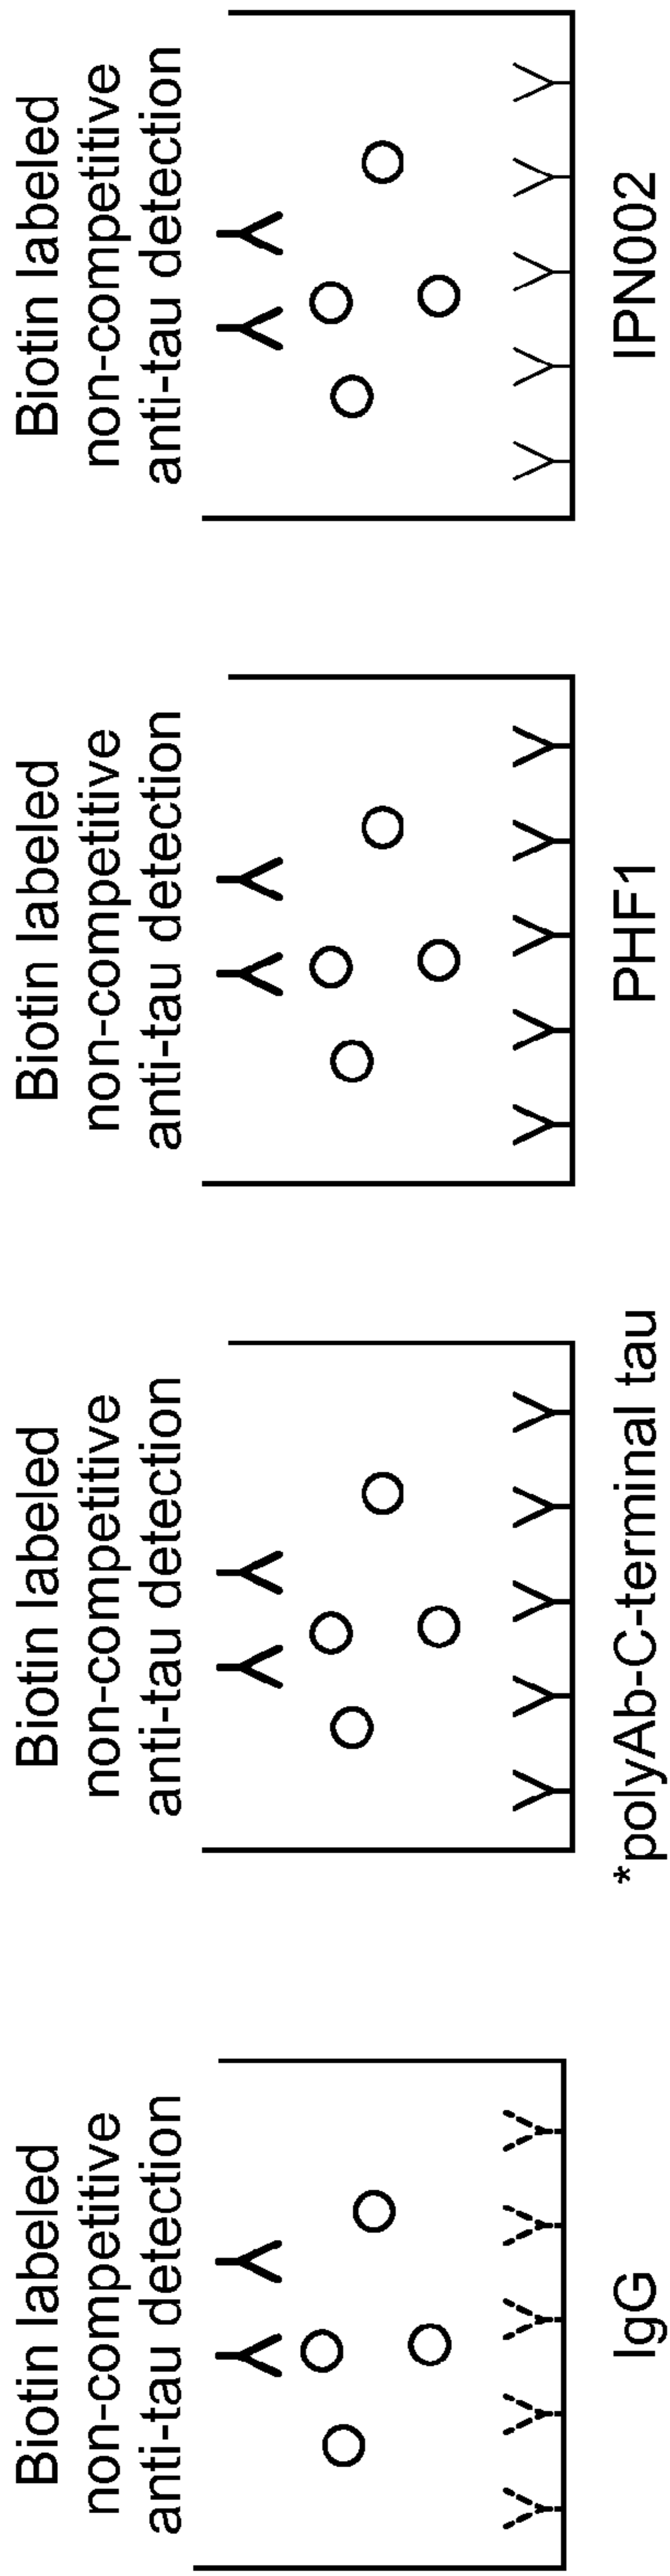 Biotin labeled
non-competitive
anti-tau detection
IgG
Biotin labeled
non-competitive
anti-tau detection
*polyAb-C-terminal tau
Biotin labeled
non-competitive
anti-tau detection
PHF1
Biotin labeled
non-competitive
anti-tau detection
IPN002